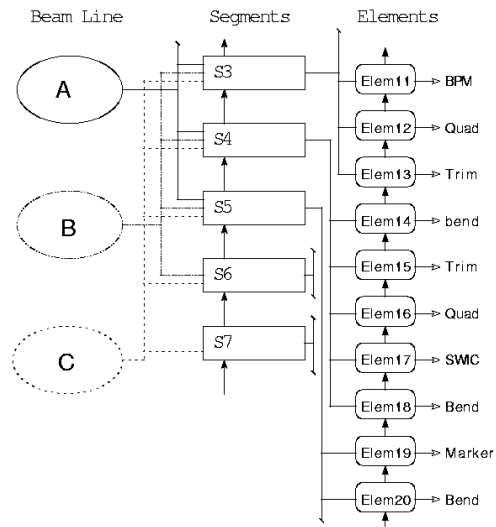 Beam Line Segments Elements
S3
A Elem11 BPM
Elem12 Quad
S4
Elem13 Trim
S5
Elem14 bend
B
Elem15 Trim
S6
Elem16 Quad
S7
C Elem17 SWIC
Elem18 Bend
Elem19 Marker
Elem20 Bend